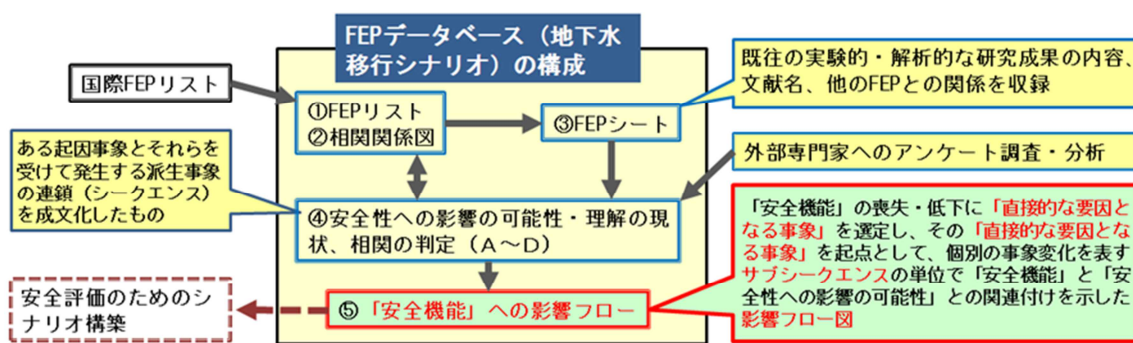 FEPデータベース（地下水
移行シナリオ）の構成
国際FEPリスト
①FEPリスト
②相関関係図
③FEPシート
既往の実験的・解析的な研究成果の内容、
文献名、他のFEPとの関係を収録
ある起因事象とそれらを
受けて発生する派生事象
の連鎖（シークエンス）
を成文化したもの
外部専門家へのアンケート調査・分析
④安全性への影響の可能性・理解の現
状、相関の判定（A～D）
「安全機能」の喪失・低下に「直接的な要因と
なる事象」を選定し、その「直接的な要因とな
る事象」を起点として、個別の事象変化を表す
サブシークエンスの単位で「安全機能」と「安
全性への影響の可能性」との関連付けを示した
影響フロー図
⑤「安全機能」への影響フロー
安全評価のためのシ
ナリオ構築